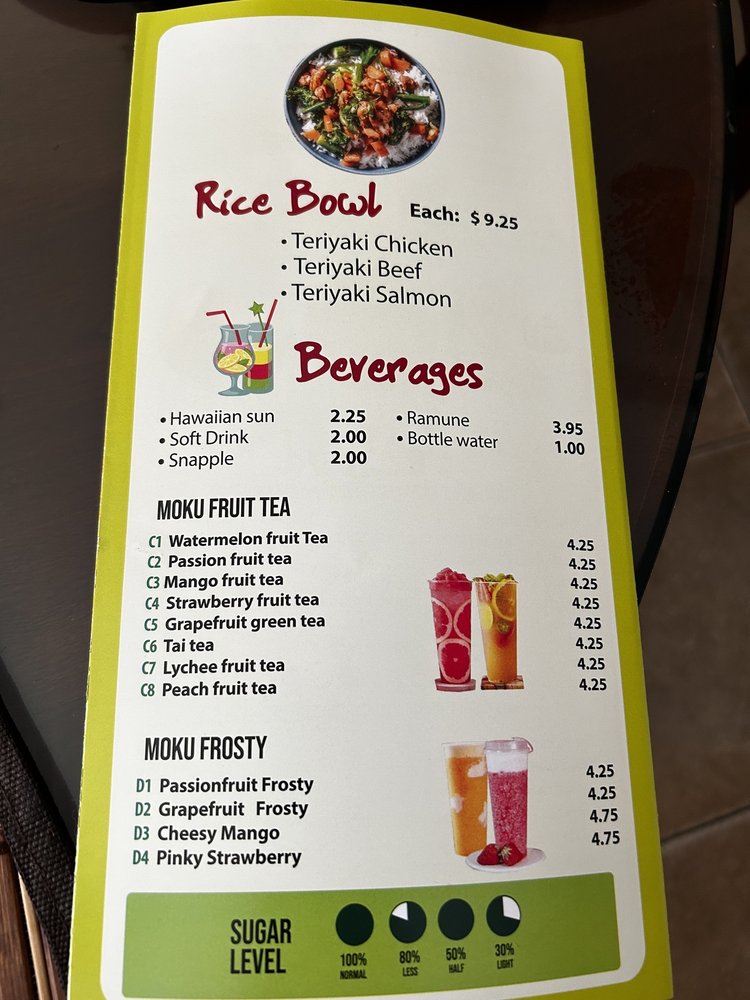 Rice Bowl Each: $ 9.25
• Teriyaki Chicken
• Teriyaki Beef
• Teriyaki Salmon
Beverages
• Hawaiian sun 2.25 • Ramune 3.95
• Soft Drink 2.00 • Bottle water 1.00
• Snapple 2.00
MOKU FRUIT TEA
C1 Watermelon fruit Tea 4.25
C2 Passion fruit tea 4.25
C3 Mango fruit tea 4.25
C4 Strawberry fruit tea 4.25
C5 Grapefruit green tea 4.25
C6 Tai tea 4.25
C7 Lychee fruit tea 4.25
C8 Peach fruit tea 4.25
MOKU FROSTY
D1 Passionfruit Frosty 4.25
D2 Grapefruit Frosty 4.25
D3 Cheesy Mango 4.75
D4 Pinky Strawberry 4.75
SUGAR LEVEL
100% NORMAL
80% LESS
50% HALF
30% LIGHT